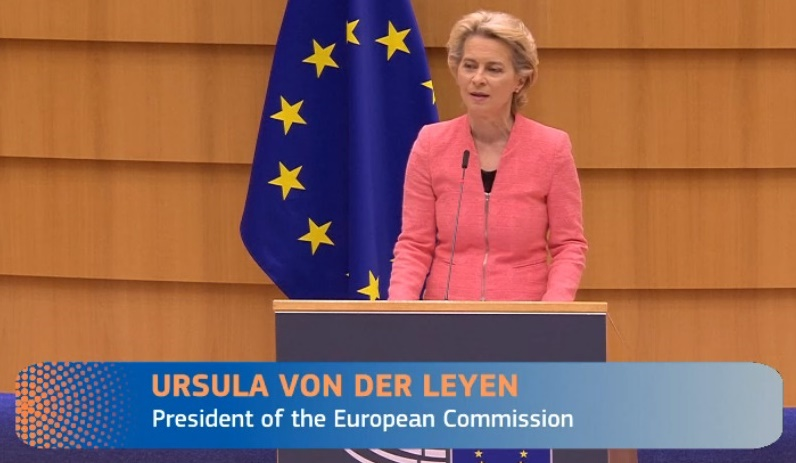 URSULA VON DER LEYEN
President of the European Commission